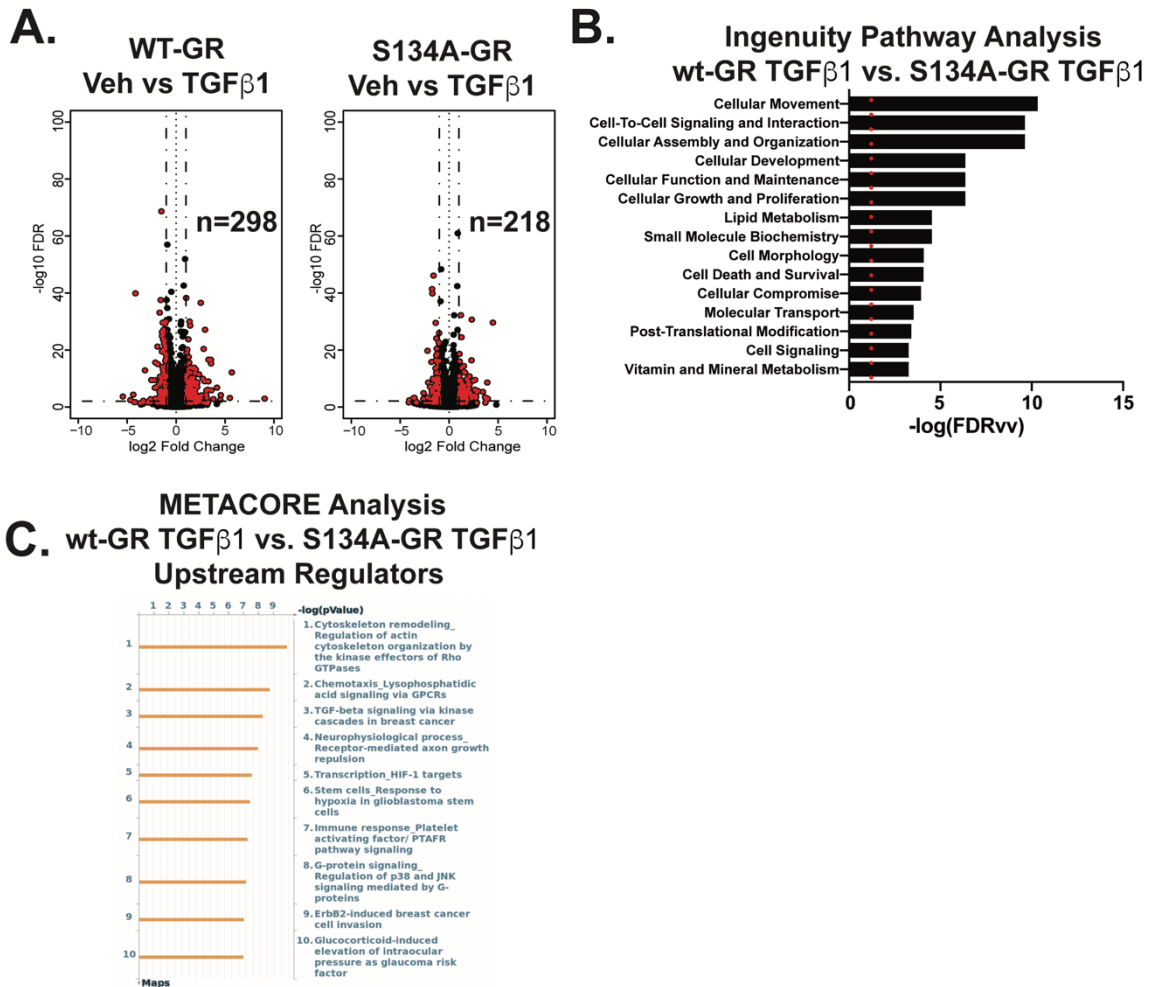 A.
WT-GR
Veh vs TGFβ1
-log10 FDR
100
80
60
40
20
0
n=298
−10
−5
0
5
10
log2 Fold Change
S134A-GR
Veh vs TGFβ1
-log10 FDR
100
80
60
40
20
0
n=218
−10
−5
0
5
10
log2 Fold Change
B.
Ingenuity Pathway Analysis
wt-GR TGFβ1 vs. S134A-GR TGFβ1
Cellular Movement
Cell-To-Cell Signaling and Interaction
Cellular Assembly and Organization
Cellular Development
Cellular Function and Maintenance
Cellular Growth and Proliferation
Lipid Metabolism
Small Molecule Biochemistry
Cell Morphology
Cell Death and Survival
Cellular Compromise
Molecular Transport
Post-Translational Modification
Cell Signaling
Vitamin and Mineral Metabolism
0
5
10
15
-log(FDRvv)
C.
METACORE Analysis
wt-GR TGFβ1 vs. S134A-GR TGFβ1
Upstream Regulators
1 2 3 4 5 6 7 8 9
-log(pValue)
1
2
3
4
5
6
7
8
9
10
Maps
1. Cytoskeleton remodeling_
Regulation of actin
cytoskeleton organization by
the kinase effectors of Rho
GTPases
2. Chemotaxis_Lysophosphatidic
acid signaling via GPCRs
3. TGF-beta signaling via kinase
cascades in breast cancer
4. Neurophysiological process_
Receptor-mediated axon growth
repulsion
5. Transcription_HIF-1 targets
6. Stem cells_Response to
hypoxia in glioblastoma stem
cells
7. Immune response_Platelet
activating factor/ PTAFR
pathway signaling
8. G-protein signaling_
Regulation of p38 and JNK
signaling mediated by G-
proteins
9. ErbB2-induced breast cancer
cell invasion
10. Glucocorticoid-induced
elevation of intraocular
pressure as glaucoma risk
factor